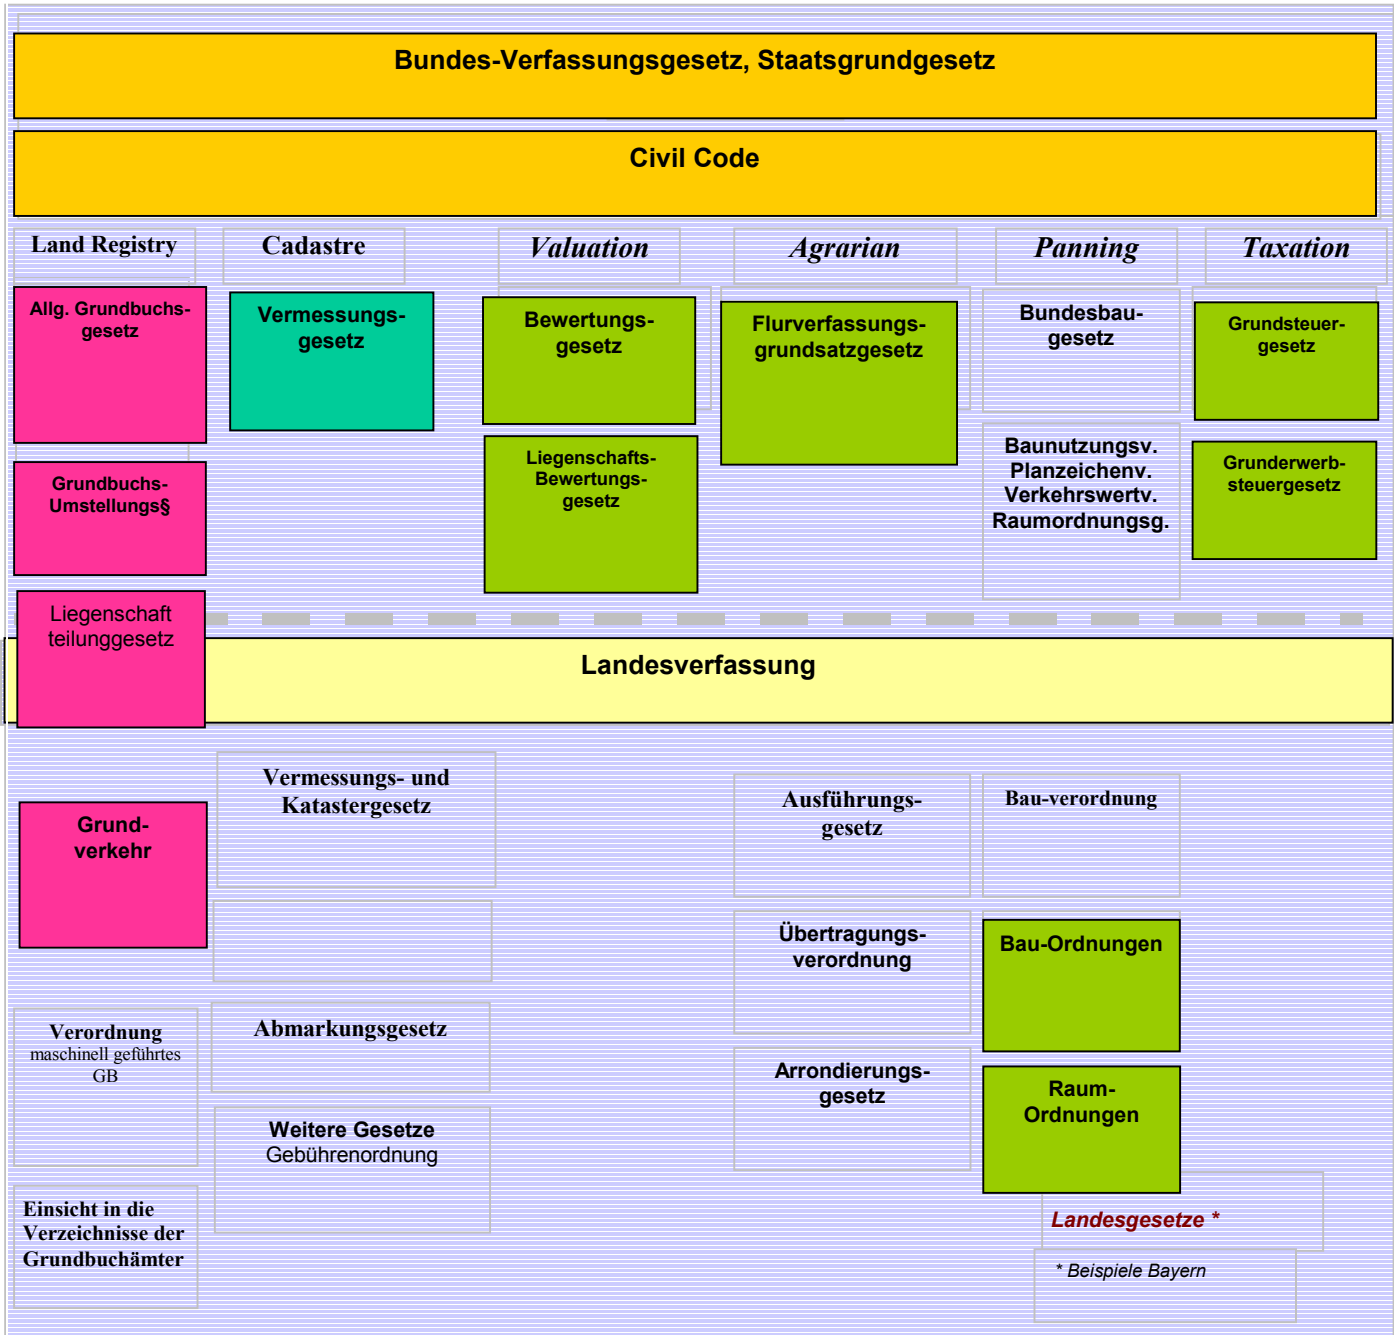 Bundes-Verfassungsgesetz, Staatsgrundgesetz
Civil Code
Land Registry
Cadastre
Valuation
Agrarian
Panning
Taxation
Allg. Grundbuchs-
gesetz
Vermessungs-
gesetz
Bewertungs-
gesetz
Flurverfassungs-
grundsatzgesetz
Bundesbau-
gesetz
Grundsteuer-
gesetz
Grundbuchs-
Umstellungs§
Liegenschafts-
Bewertungs-
gesetz
Baunutzungsv.
Planzeichenv.
Verkehrswertv.
Raumordnungsg.
Grunderwerb-
steuergesetz
Liegenschaft
teilunggesetz
Landesverfassung
Grund-
verkehr
Vermessungs- und
Katastergesetz
Ausführungs-
gesetz
Bau-verordnung
Übertragungs-
verordnung
Bau-Ordnungen
Verordnung
maschinell geführtes
GB
Abmarkungsgesetz
Arrondierungs-
gesetz
Raum-
Ordnungen
Weitere Gesetze
Gebührenordnung
Einsicht in die
Verzeichnisse der
Grundbuchämter
Landesgesetze *
* Beispiele Bayern